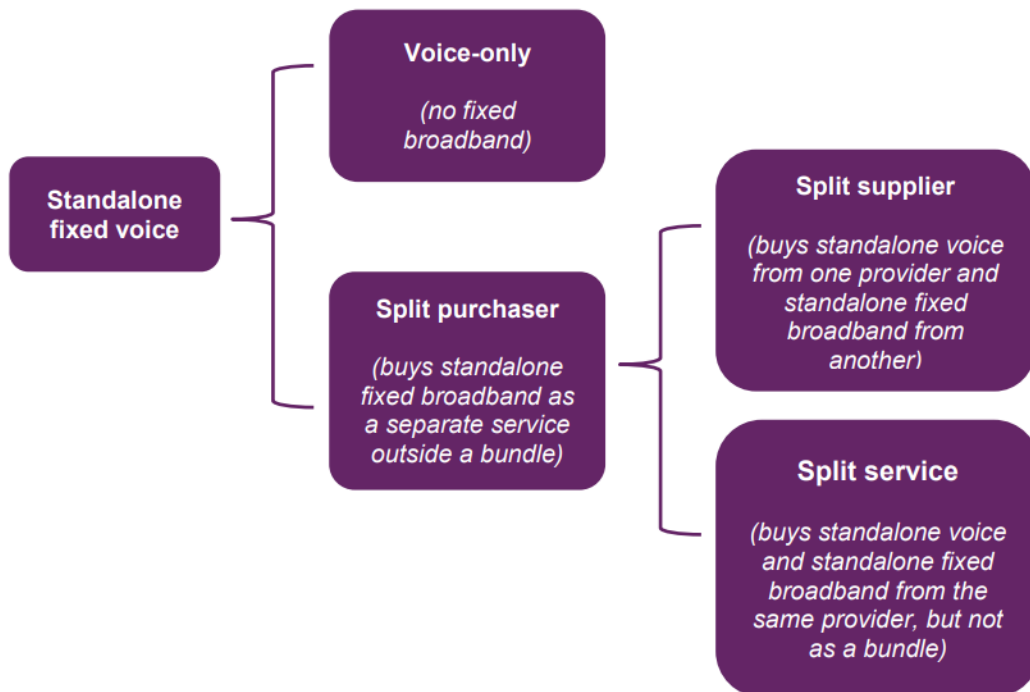 Voice-only
(no fixed
broadband)
Standalone
fixed voice
Split purchaser
(buys standalone
fixed broadband as
a separate service
outside a bundle)
Split supplier
(buys standalone voice
from one provider and
standalone fixed
broadband from
another)
Split service
(buys standalone voice
and standalone fixed
broadband from the
same provider, but not
as a bundle)